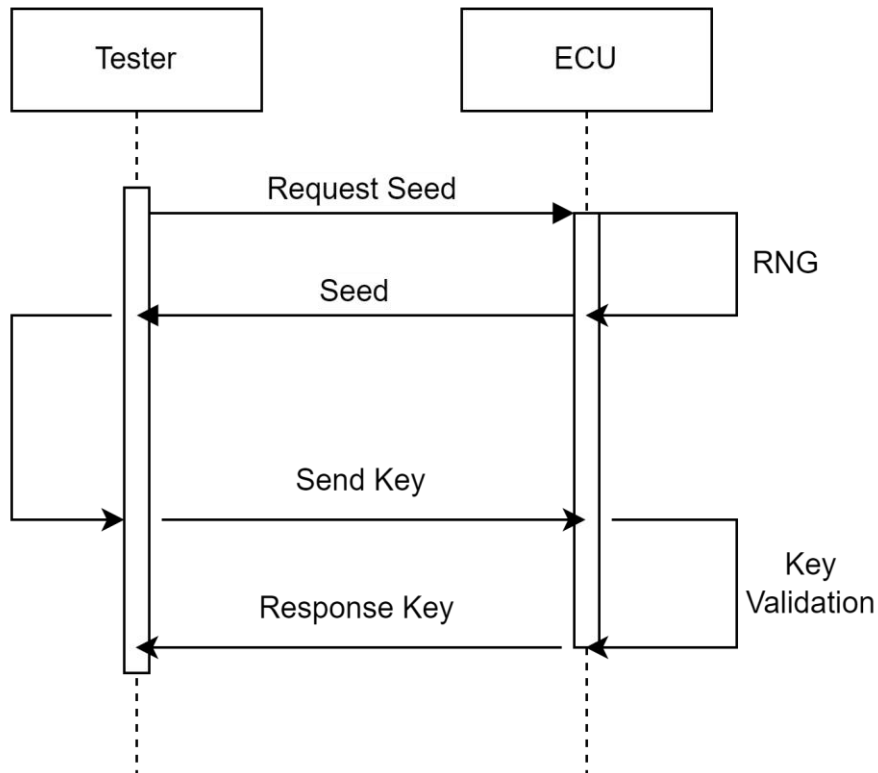 Tester
ECU
Request Seed
RNG
Seed
Send Key
Key
Validation
Response Key